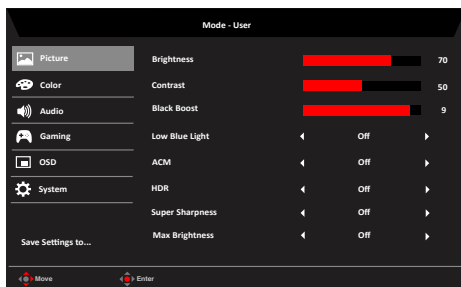 Mode - User
Picture
Brightness 70
Color
Contrast 50
Audio
Black Boost 9
Gaming
Low Blue Light Off
OSD
ACM Off
System
HDR Off
Super Sharpness Off
Save Settings to...
Max Brightness Off
Move Enter